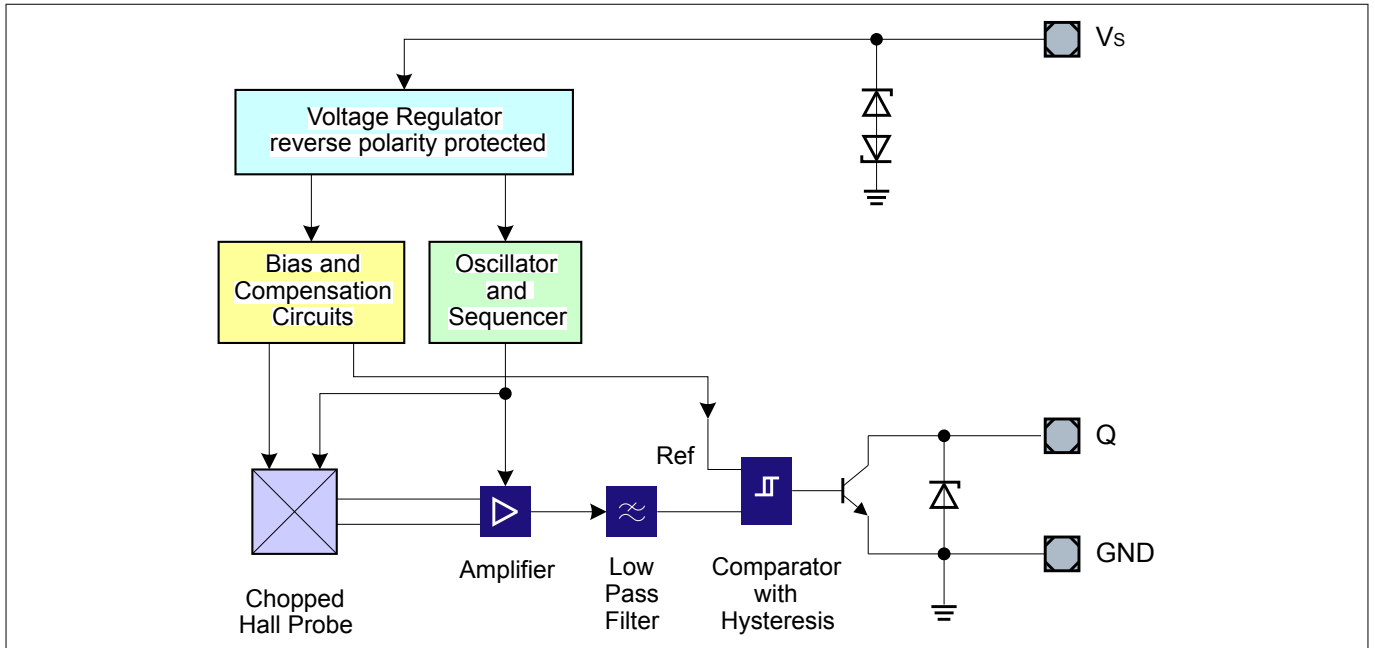 Vs
Voltage Regulator
reverse polarity protected
Bias and
Compensation
Circuits
Oscillator
and
Sequencer
Ref
Q
GND
Amplifier
Low
Pass
Filter
Comparator
with
Hysteresis
Chopped
Hall Probe